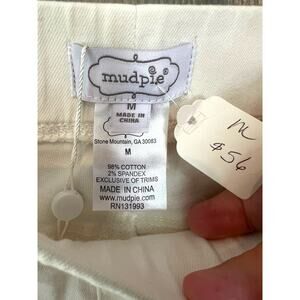 mudpie
M
MADE IN
CHINA
Stone Mountain, GA 30083
M
98% COTTON
2% SPANDEX
EXCLUSIVE OF TRIMS
MADE IN CHINA
www.mudpie.com
RN131993
M
$56